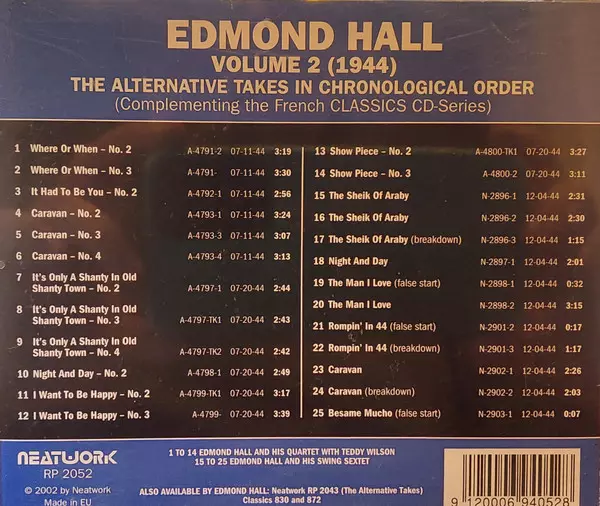 EDMOND HALL
VOLUME 2 (1944)
THE ALTERNATIVE TAKES IN CHRONOLOGICAL ORDER
(Complementing the French CLASSICS CD-Series)
1 Where Or When – No. 2 A-4791-2 07-11-44 3:19
2 Where Or When – No. 3 A-4791- 07-11-44 3:30
3 It Had To Be You – No. 2 A-4792-1 07-11-44 2:56
4 Caravan – No. 2 A-4793-1 07-11-44 3:24
5 Caravan – No. 3 A-4793-3 07-11-44 3:07
6 Caravan – No. 4 A-4793-4 07-11-44 3:13
7 It's Only A Shanty In Old
Shanty Town – No. 2 A-4797-1 07-20-44 2:44
8 It's Only A Shanty In Old
Shanty Town – No. 3 A-4797-TK1 07-20-44 2:43
9 It's Only A Shanty In Old
Shanty Town – No. 4 A-4797-TK2 07-20-44 2:42
10 Night And Day – No. 2 A-4798-1 07-20-44 2:49
11 I Want To Be Happy – No. 2 A-4799-TK1 07-20-44 3:17
12 I Want To Be Happy – No. 3 A-4799- 07-20-44 3:39
13 Show Piece – No. 2 A-4800-TK1 07-20-44 3:27
14 Show Piece – No. 3 A-4800-2 07-20-44 3:11
15 The Sheik Of Araby N-2896-1 12-04-44 2:31
16 The Sheik Of Araby N-2896-2 12-04-44 2:30
17 The Sheik Of Araby (breakdown) N-2896-3 12-04-44 1:15
18 Night And Day N-2897-1 12-04-44 2:01
19 The Man I Love (false start) N-2898-1 12-04-44 0:32
20 The Man I Love N-2898-2 12-04-44 3:15
21 Rompin' In 44 (false start) N-2901-2 12-04-44 0:17
22 Rompin' In 44 (breakdown) N-2901-3 12-04-44 1:17
23 Caravan N-2902-1 12-04-44 2:26
24 Caravan (breakdown) N-2902-2 12-04-44 2:03
25 Besame Mucho (false start) N-2903-1 12-04-44 0:07
NEATWORK
RP 2052
© 2002 by Neatwork
Made in EU
1 TO 14 EDMOND HALL AND HIS QUARTET WITH TEDDY WILSON
15 TO 25 EDMOND HALL AND HIS SWING SEXTET
ALSO AVAILABLE BY EDMOND HALL: Neatwork RP 2043 (The Alternative Takes)
Classics 830 and 872
9 120006 940528